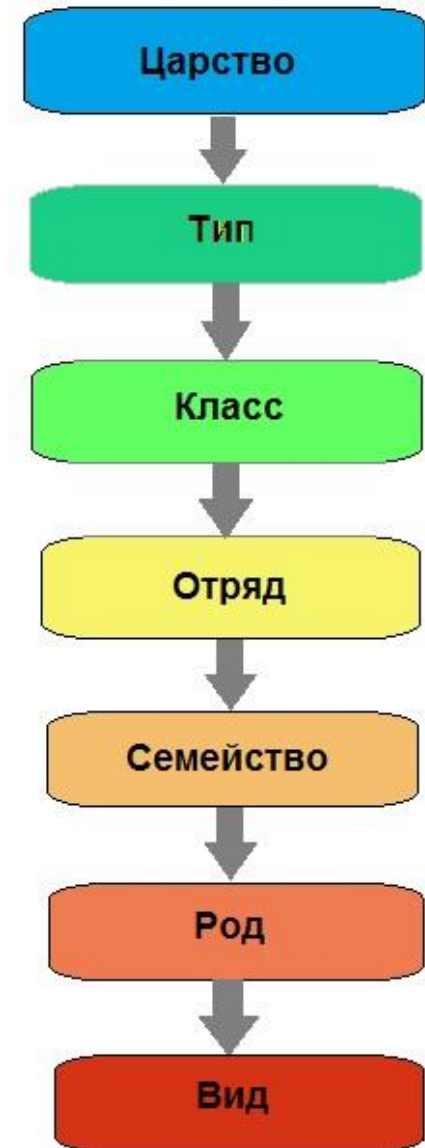 Царство
Тип
Класс
Отряд
Семейство
Род
Вид